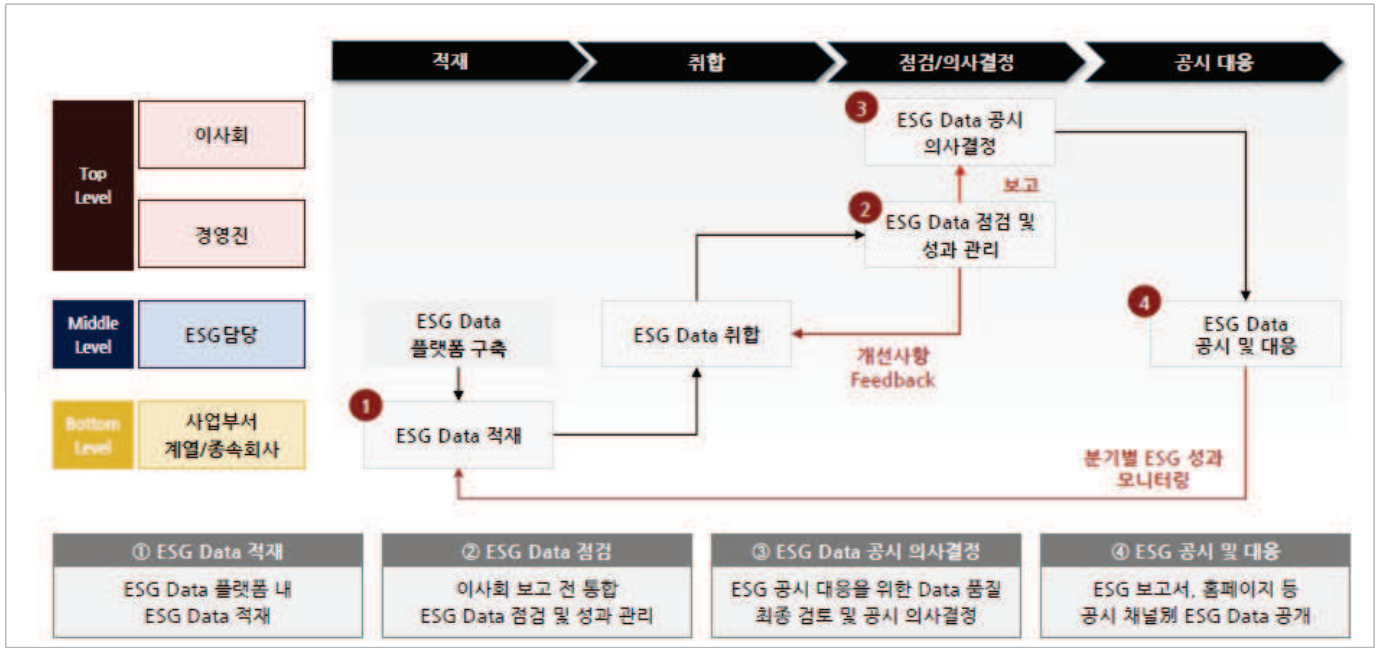 적재
취합
점검/의사결정
공시 대응
Top
Level
이사회
경영진
Middle
Level
ESG담당
Bottom
Level
사업부서
계열/종속회사
3
ESG Data 공시
의사결정
보고
2
ESG Data 점검 및
성과 관리
ESG Data
플랫폼 구축
ESG Data 취합
개선사항
Feedback
4
ESG Data
공시 및 대응
1
ESG Data 적재
분기별 ESG 성과
모니터링
① ESG Data 적재
ESG Data 플랫폼 내
ESG Data 적재
② ESG Data 점검
이사회 보고 전 통합
ESG Data 점검 및 성과 관리
③ ESG Data 공시 의사결정
ESG 공시 대응을 위한 Data 품질
최종 검토 및 공시 의사결정
④ ESG 공시 및 대응
ESG 보고서, 홈페이지 등
공시 채널別 ESG Data 공개